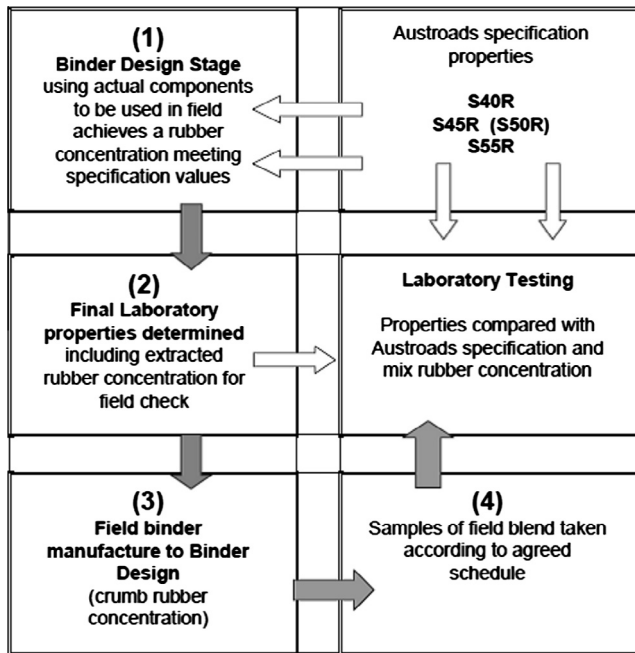 (1)
Binder Design Stage
using actual components
to be used in field
achieves a rubber
concentration meeting
specification values
Austroads specification
properties
S40R
S45R (S50R)
S55R
(2)
Final Laboratory
properties determined
including extracted
rubber concentration for
field check
Laboratory Testing
Properties compared with
Austroads specification and
mix rubber concentration
(3)
Field binder
manufacture to Binder
Design
(crumb rubber
concentration)
(4)
Samples of field blend taken
according to agreed
schedule